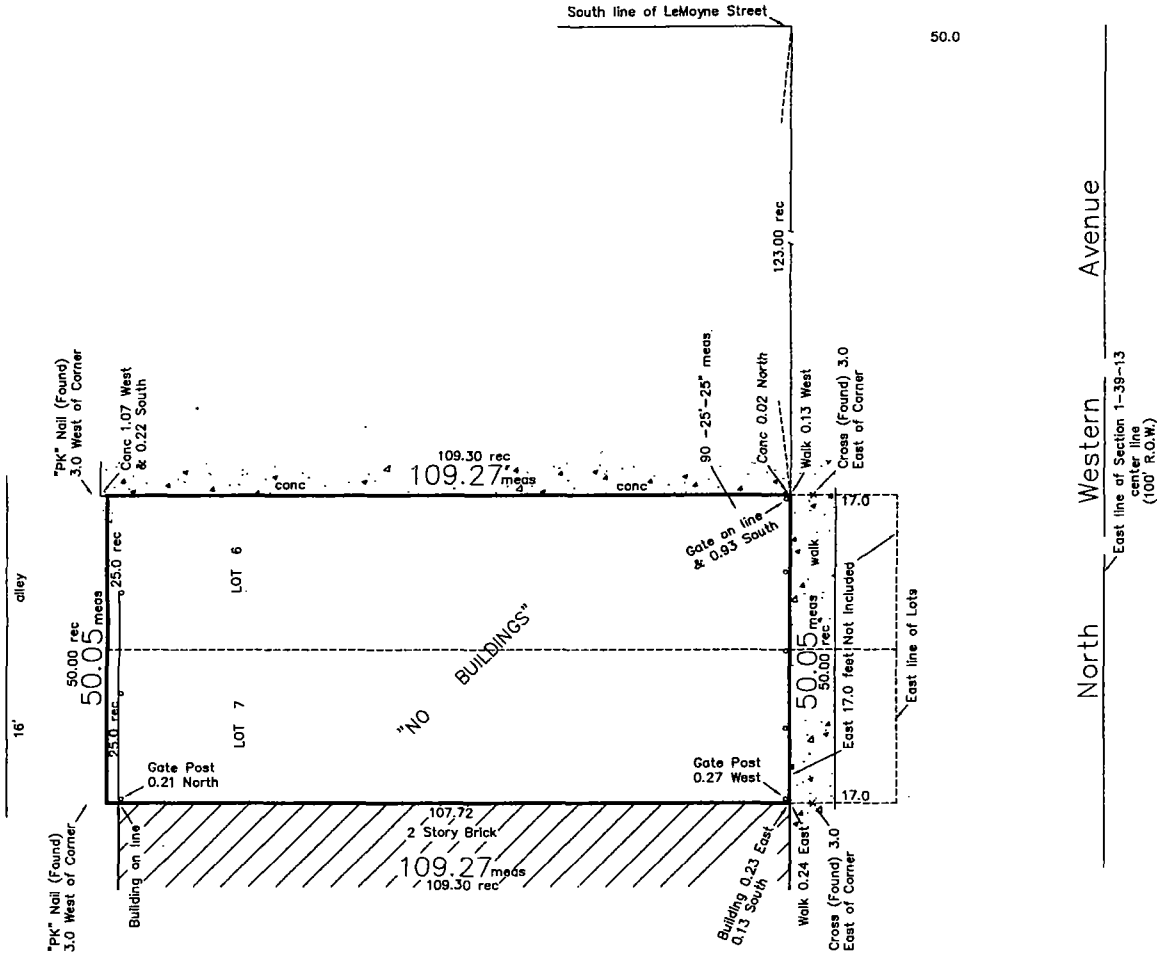 South line of LeMoyne Street
50.0
123.00 rec
Avenue
Western
North
East line of Section 1-39-13
center line
(100' R.O.W.)
"PK" Nail (Found)
3.0 West of Corner
Conc 1.07 West
& 0.22 South
109.30 rec
109.27 meas
conc
conc
90 -25'-25" meas.
Conc 0.02 North
Walk 0.13 West
Cross (Found) 3.0
East of Corner
Gate on line
& 0.93 South
17.0
walk
alley
16'
50.00 rec
50.05 meas
25.0 rec
25.0 rec
LOT 6
LOT 7
"NO BUILDINGS"
50.05 meas
50.00 rec
East 17.0 feet Not Included
East line of Lots
Gate Post
0.21 North
Gate Post
0.27 West
17.0
107.72
2 Story Brick
109.27 meas
109.30 rec
"PK" Nail (Found)
3.0 West of Corner
Building on line
Building 0.23 East
0.13 South
Walk 0.24 East
Cross (Found) 3.0
East of Corner